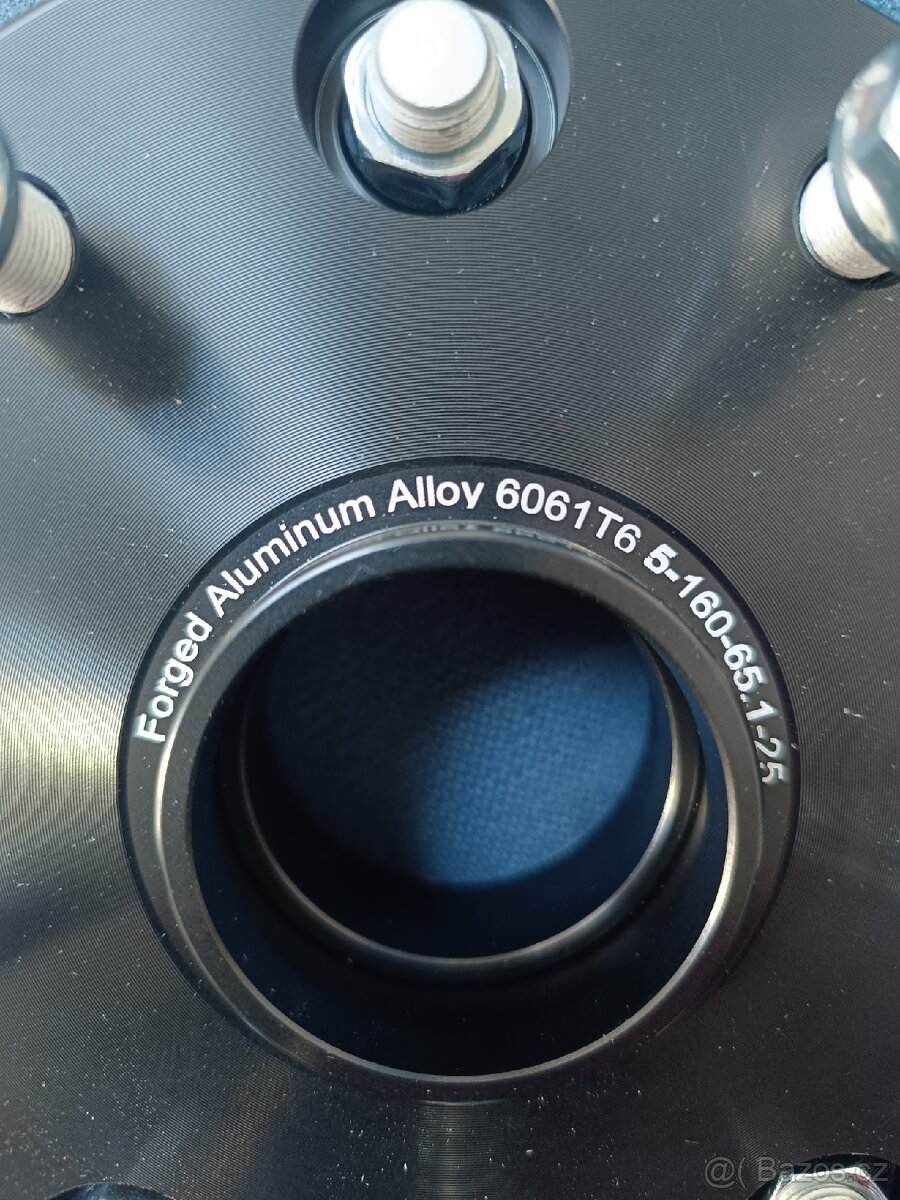 Forged Aluminum Alloy 6061T6 5-160-65.1-25
@( Bazos.cz